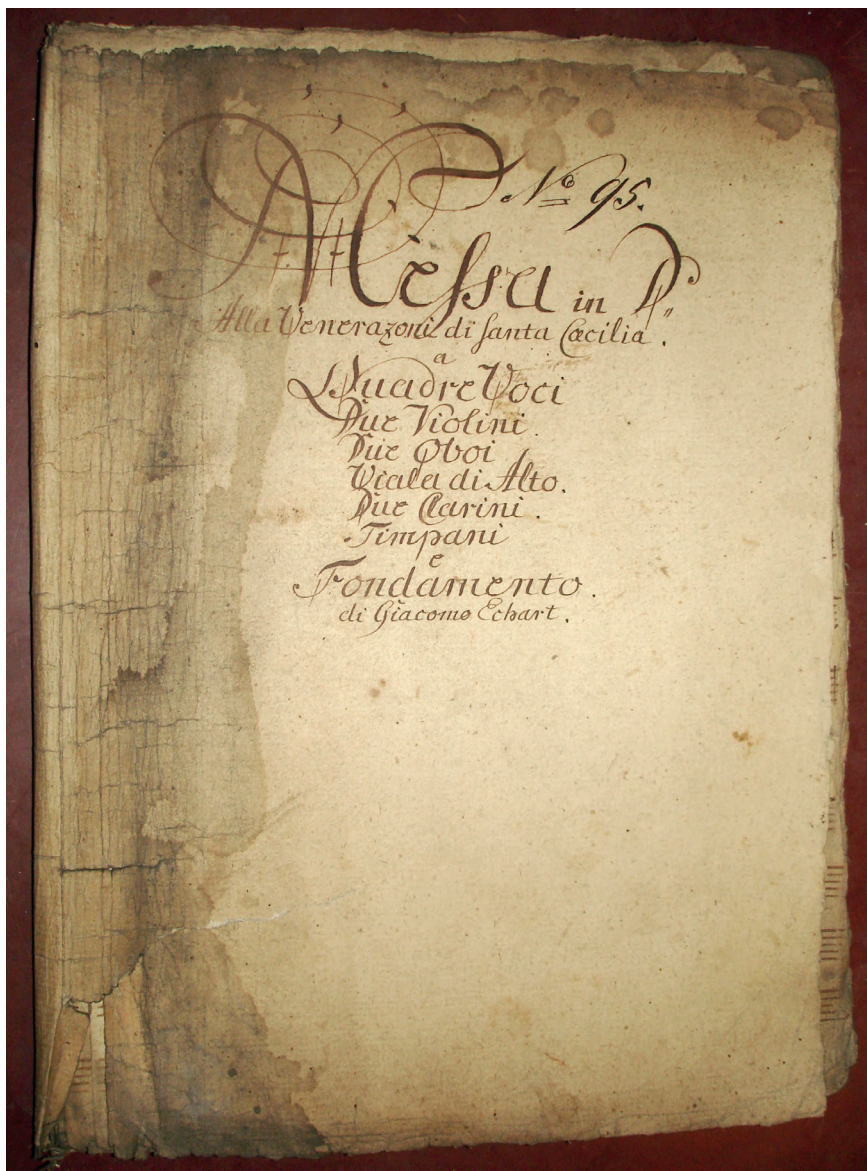 No 95.
Messa in D"
Alla Venerazoni di Santa Cæcilia.
a
Quadre Voci
Due Violini
Due Oboi
Viola di Alto.
Due Clarini.
Timpani
e
Fondamento.
di Giacomo Echart.